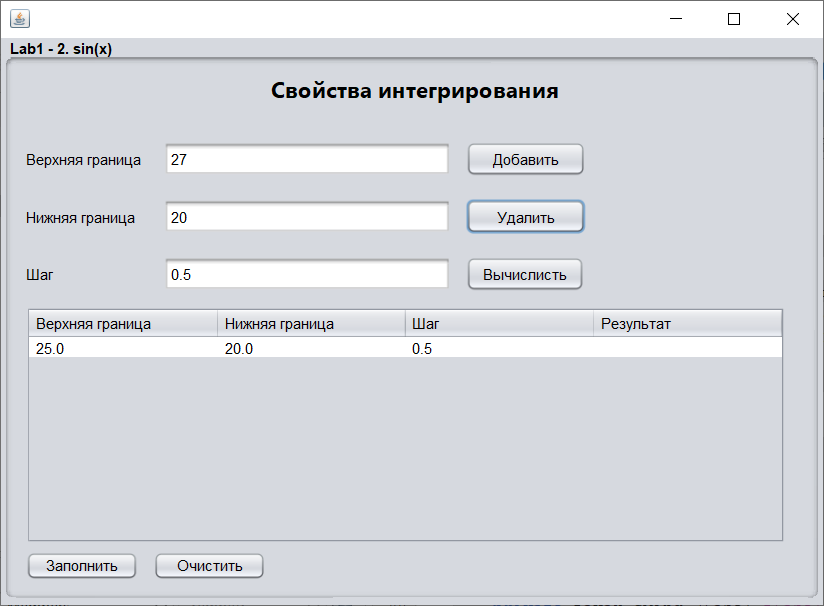 Lab1 - 2. sin(x)
Свойства интегрирования
Верхняя граница 27 Добавить
Нижняя граница 20 Удалить
Шаг 0.5 Вычислисть
Верхняя граница Нижняя граница Шаг Результат
25.0 20.0 0.5
Заполнить Очистить